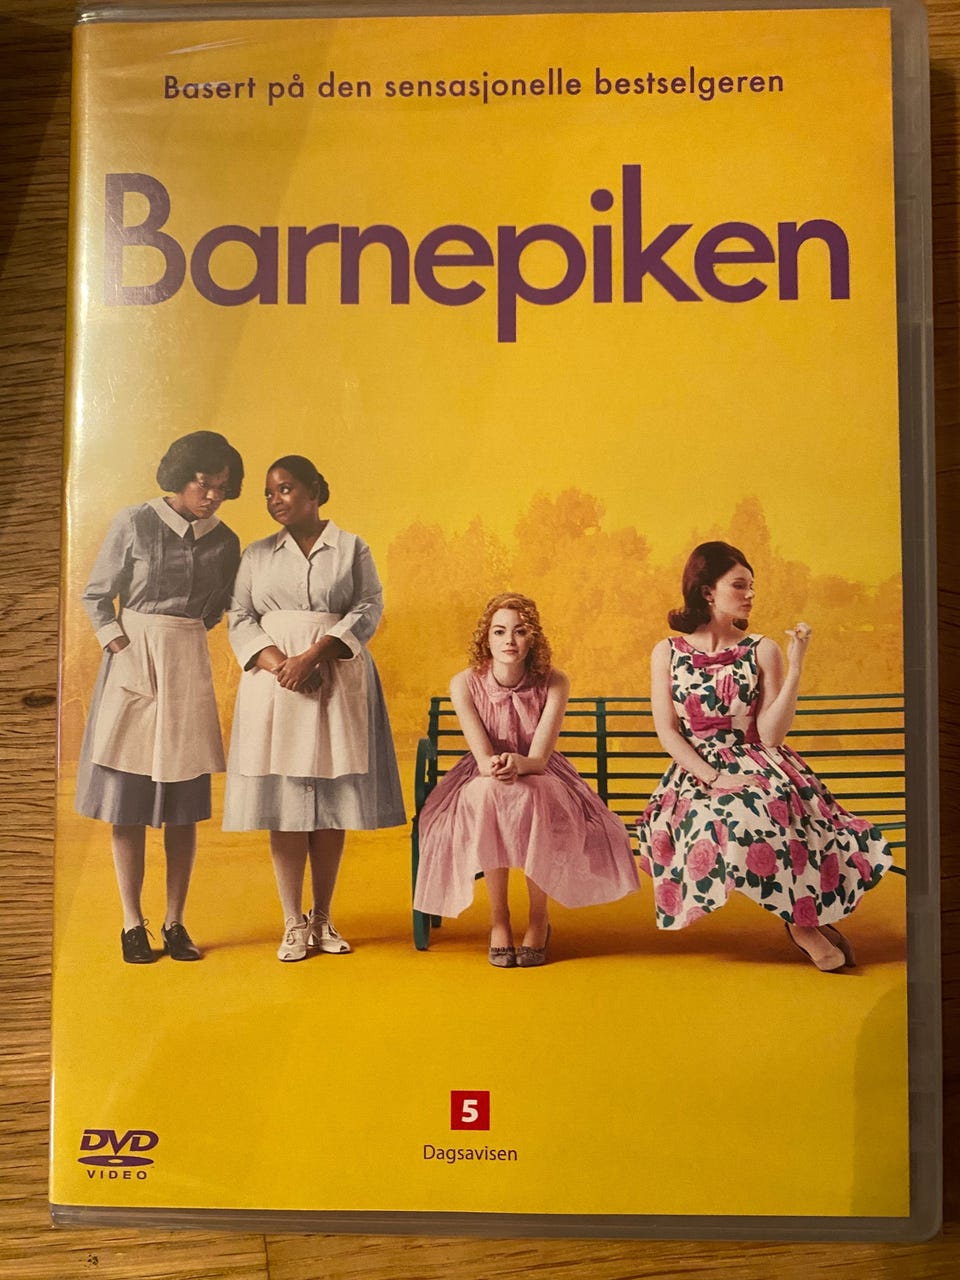 Basert på den sensasjonelle bestselgeren
Barnepiken
5
Dagsavisen
DVD
VIDEO